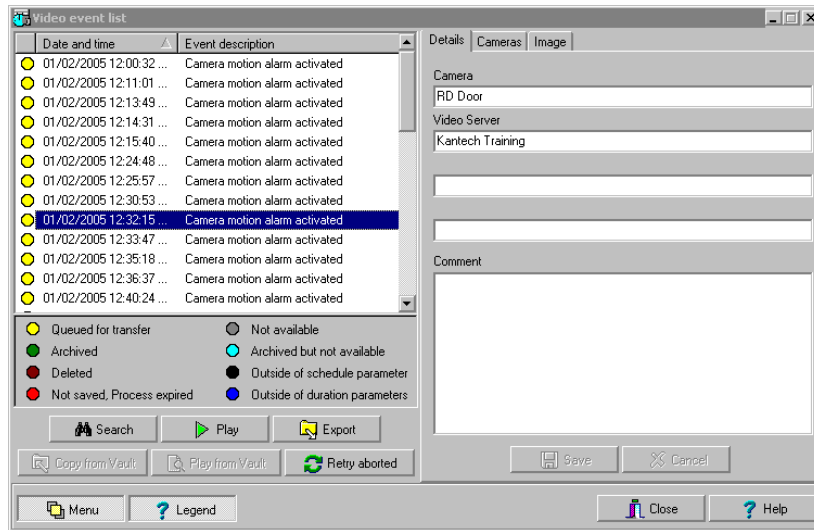 Video event list
Date and time Event description
01/02/2005 12:00:32 ... Camera motion alarm activated
01/02/2005 12:11:01 ... Camera motion alarm activated
01/02/2005 12:13:49 ... Camera motion alarm activated
01/02/2005 12:14:31 ... Camera motion alarm activated
01/02/2005 12:15:40 ... Camera motion alarm activated
01/02/2005 12:24:48 ... Camera motion alarm activated
01/02/2005 12:25:57 ... Camera motion alarm activated
01/02/2005 12:30:53 ... Camera motion alarm activated
01/02/2005 12:32:15 ... Camera motion alarm activated
01/02/2005 12:33:47 ... Camera motion alarm activated
01/02/2005 12:35:18 ... Camera motion alarm activated
01/02/2005 12:36:37 ... Camera motion alarm activated
01/02/2005 12:40:24 ... Camera motion alarm activated
Queued for transfer Not available
Archived Archived but not available
Deleted Outside of schedule parameter
Not saved, Process expired Outside of duration parameters
Search Play Export
Copy from Vault Play from Vault Retry aborted
Details Cameras Image
Camera
RD Door
Video Server
Kantech Training
Comment
Save Cancel
Menu Legend Close Help